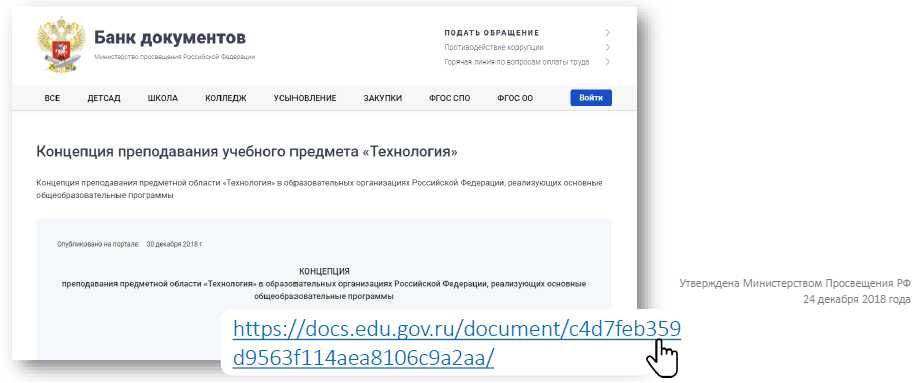 Банк документов
Министерство просвещения Российской Федерации
ПОДАТЬ ОБРАЩЕНИЕ
Противодействие коррупции
Горячая линия по вопросам оплаты труда
ВСЕ ДЕТСАД ШКОЛА КОЛЛЕДЖ УСЫНОВЛЕНИЕ ЗАКУПКИ ФГОС СПО ФГОС ОО Войти
Концепция преподавания учебного предмета «Технология»
Концепция преподавания предметной области «Технология» в образовательных организациях Российской Федерации, реализующих основные
общеобразовательные программы
Опубликовано на портале: 30 декабря 2018 г
КОНЦЕПЦИЯ
преподавания предметной области «Технология» в образовательных организациях Российской Федерации, реализующих основные
общеобразовательные программы
https://docs.edu.gov.ru/document/c4d7feb359
d9563f114aea8106c9a2aa/
Утверждена Министерством Просвещения РФ
24 декабря 2018 года